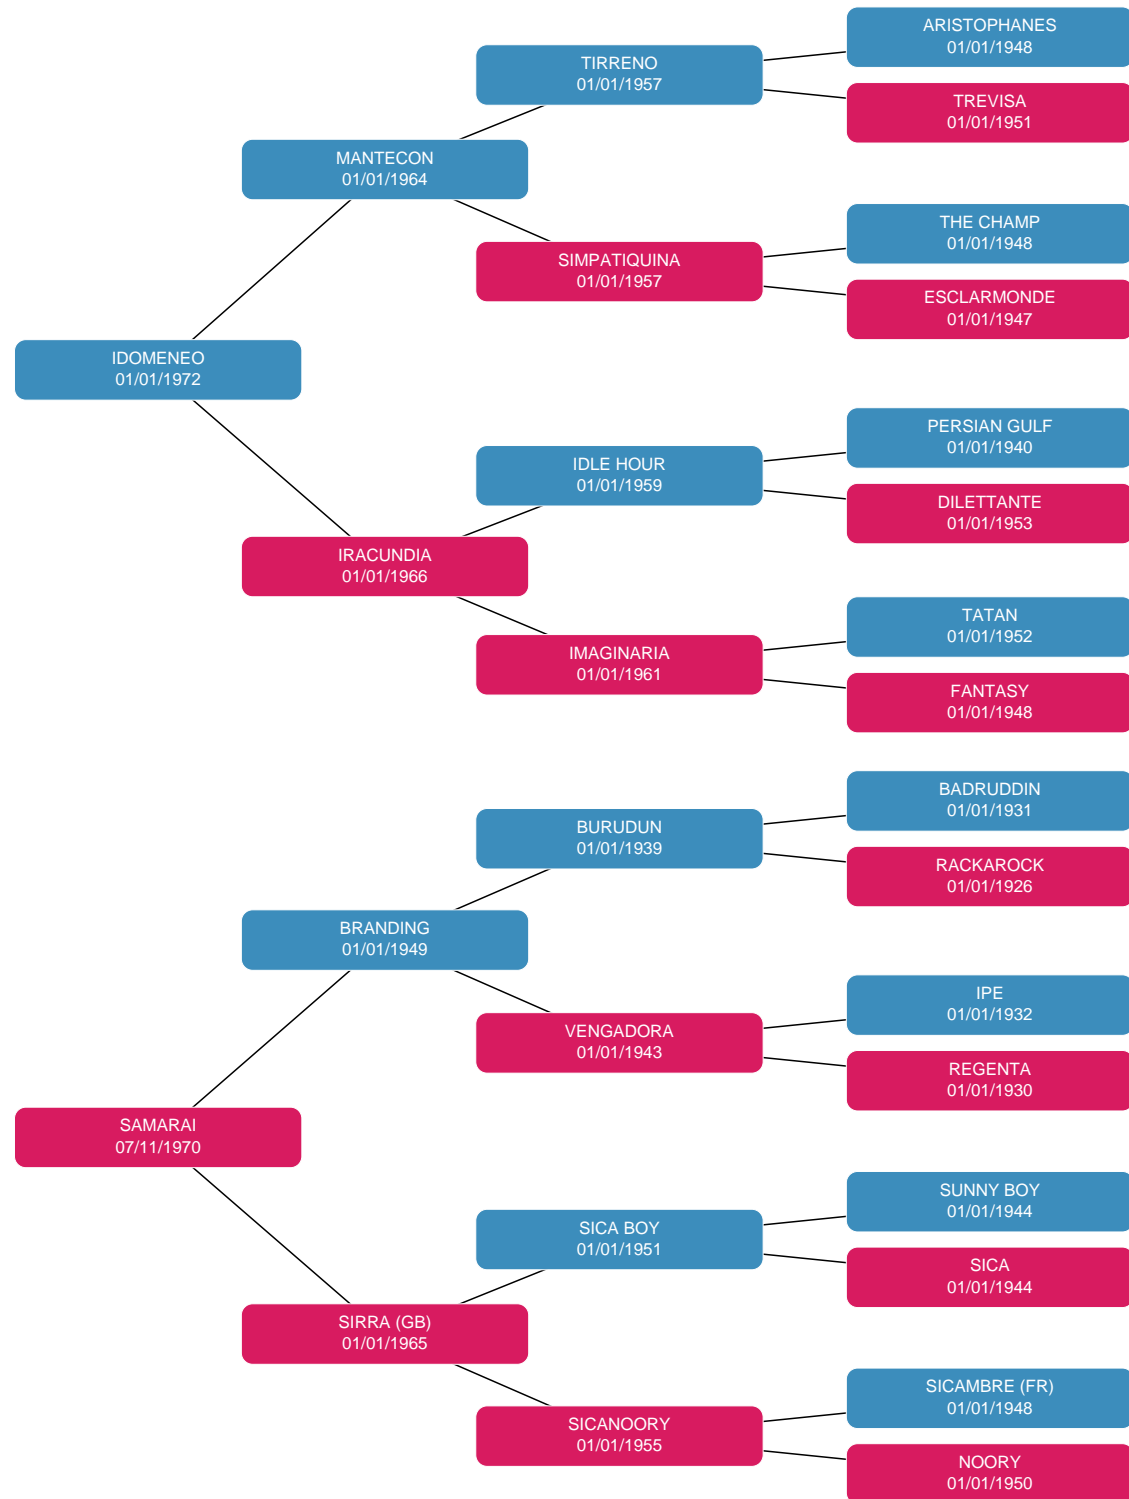 ARISTOPHANES
01/01/1948
TIRRENO
01/01/1957
TREVISA
01/01/1951
MANTECON
01/01/1964
THE CHAMP
01/01/1948
SIMPATIQUINA
01/01/1957
ESCLARMONDE
01/01/1947
IDOMENEO
01/01/1972
PERSIAN GULF
01/01/1940
IDLE HOUR
01/01/1959
DILETTANTE
01/01/1953
IRACUNDIA
01/01/1966
TATAN
01/01/1952
IMAGINARIA
01/01/1961
FANTASY
01/01/1948
BADRUDDIN
01/01/1931
BURUDUN
01/01/1939
RACKAROCK
01/01/1926
BRANDING
01/01/1949
IPE
01/01/1932
VENGADORA
01/01/1943
REGENTA
01/01/1930
SAMARAI
07/11/1970
SUNNY BOY
01/01/1944
SICA BOY
01/01/1951
SICA
01/01/1944
SIRRA (GB)
01/01/1965
SICAMBRE (FR)
01/01/1948
SICANOORY
01/01/1955
NOORY
01/01/1950